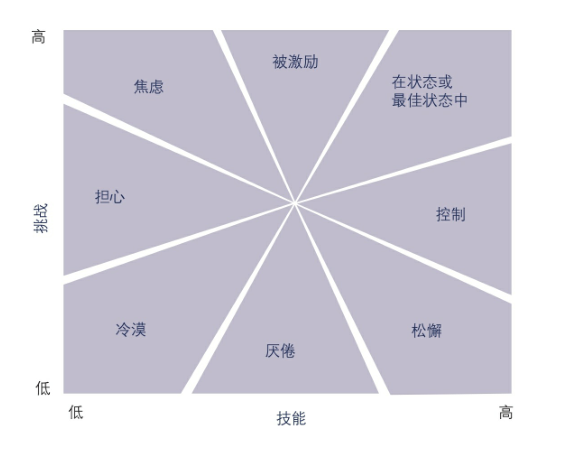 高
被激励
焦虑
在状态或
最佳状态中
担心
挑战
控制
冷漠
松懈
厌倦
低
低
技能
高